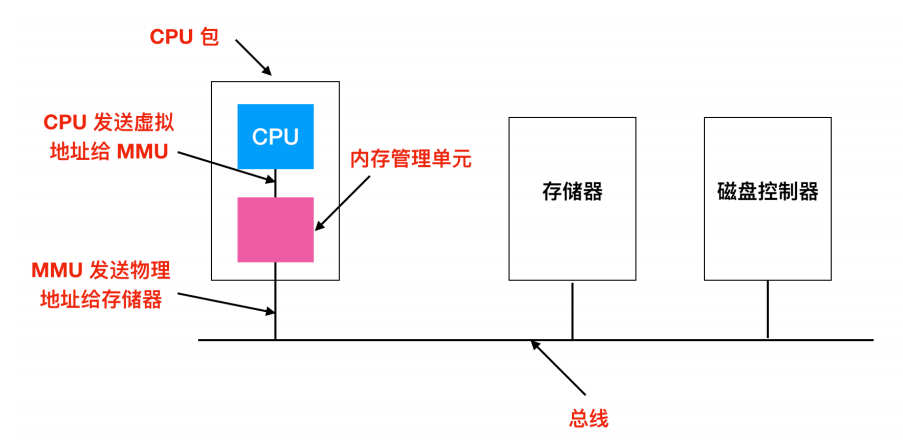 CPU 包
CPU 发送虚拟
地址给 MMU
CPU
内存管理单元
存储器
磁盘控制器
MMU 发送物理
地址给存储器
总线